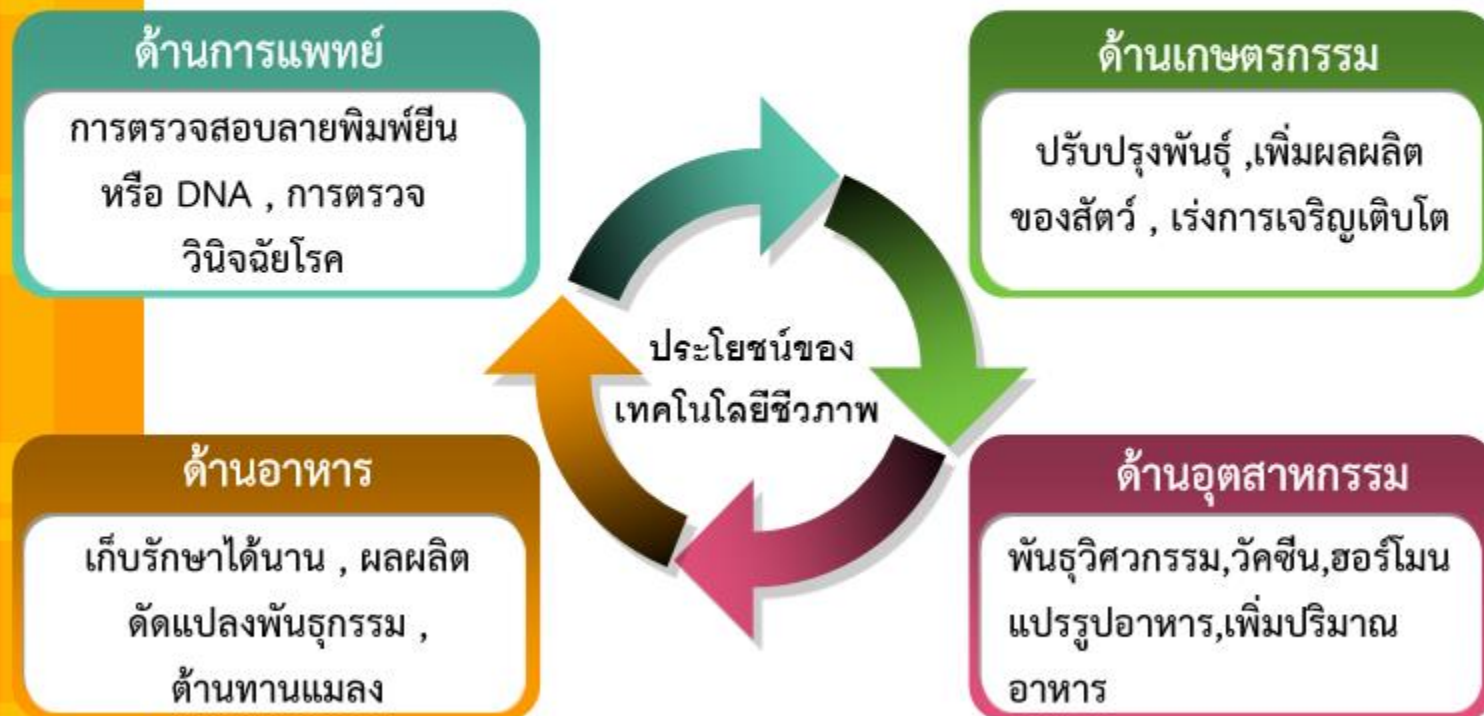 ด้านการแพทย์
การตรวจสอบลายพิมพ์ยีน
หรือ DNA , การตรวจ
วินิจฉัยโรค
ด้านเกษตรกรรม
ปรับปรุงพันธุ์ ,เพิ่มผลผลิต
ของสัตว์ , เร่งการเจริญเติบโต
ประโยชน์ของ
เทคโนโลยีชีวภาพ
ด้านอาหาร
เก็บรักษาได้นาน , ผลผลิต
ดัดแปลงพันธุกรรม ,
ต้านทานแมลง
ด้านอุตสาหกรรม
พันธุวิศวกรรม,วัคซีน,ฮอร์โมน
แปรรูปอาหาร,เพิ่มปริมาณ
อาหาร